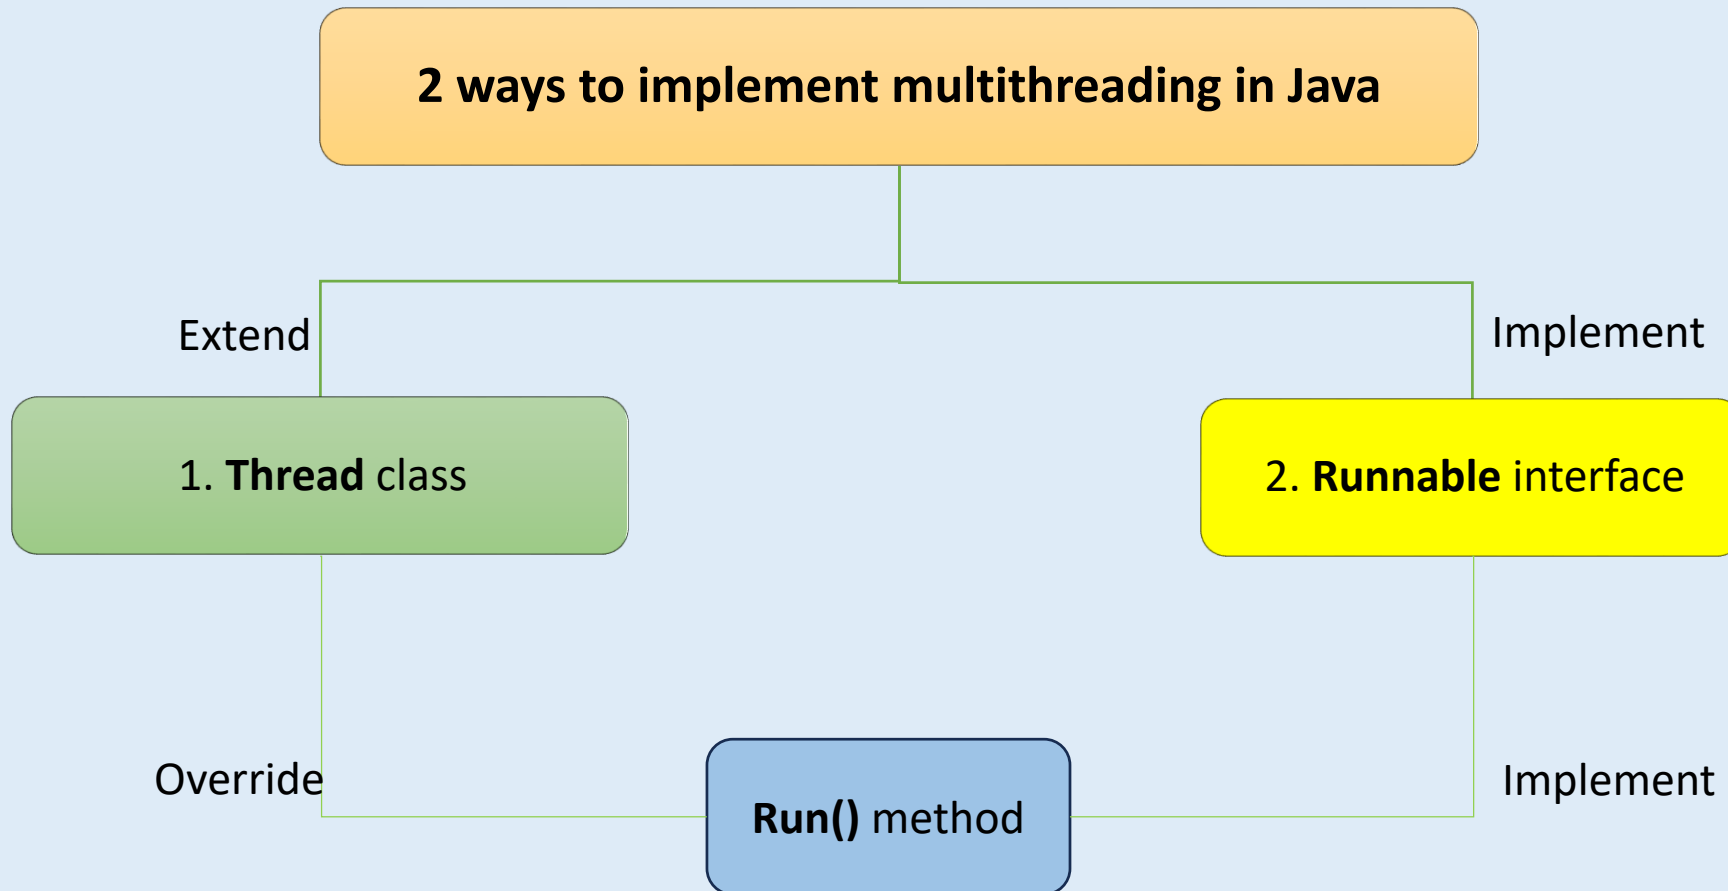 2 ways to implement multithreading in Java
Extend
Implement
1. Thread class
2. Runnable interface
Override
Implement
Run() method